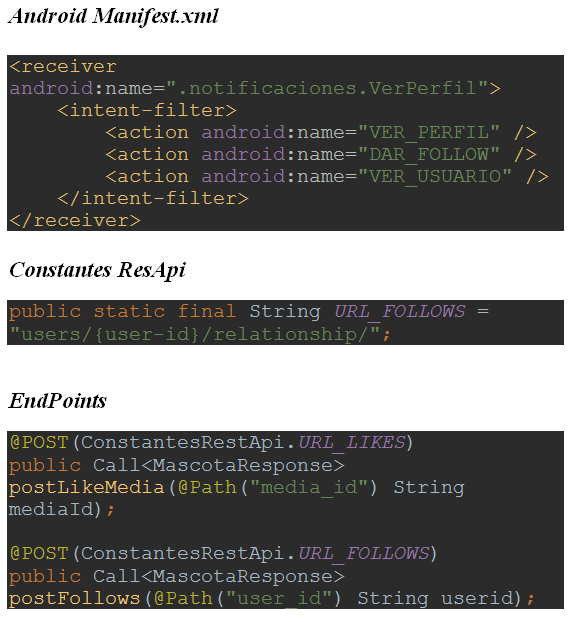 Android Manifest.xml
<receiver
android:name=".notificaciones.VerPerfil">
    <intent-filter>
        <action android:name="VER_PERFIL" />
        <action android:name="DAR_FOLLOW" />
        <action android:name="VER_USUARIO" />
    </intent-filter>
</receiver>
Constantes ResApi
public static final String URL_FOLLOWS =
"users/{user-id}/relationship/";
EndPoints
@POST(ConstantesRestApi.URL_LIKES)
public Call<MascotaResponse>
postLikeMedia(@Path("media_id") String
mediaId);
@POST(ConstantesRestApi.URL_FOLLOWS)
public Call<MascotaResponse>
postFollows(@Path("user_id") String userid);